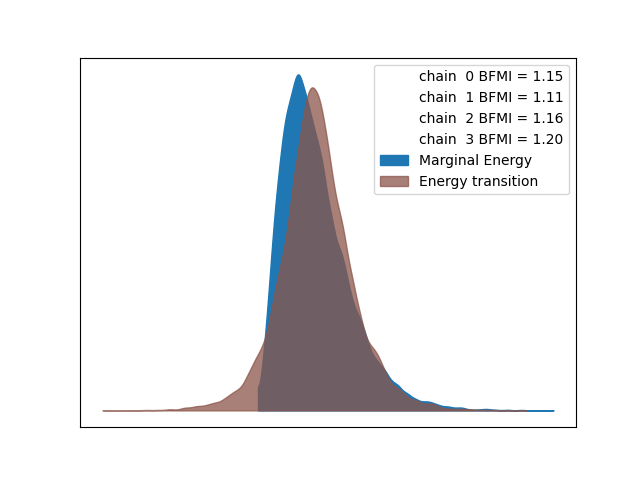 chain  0 BFMI = 1.15
chain  1 BFMI = 1.11
chain  2 BFMI = 1.16
chain  3 BFMI = 1.20
Marginal Energy
Energy transition